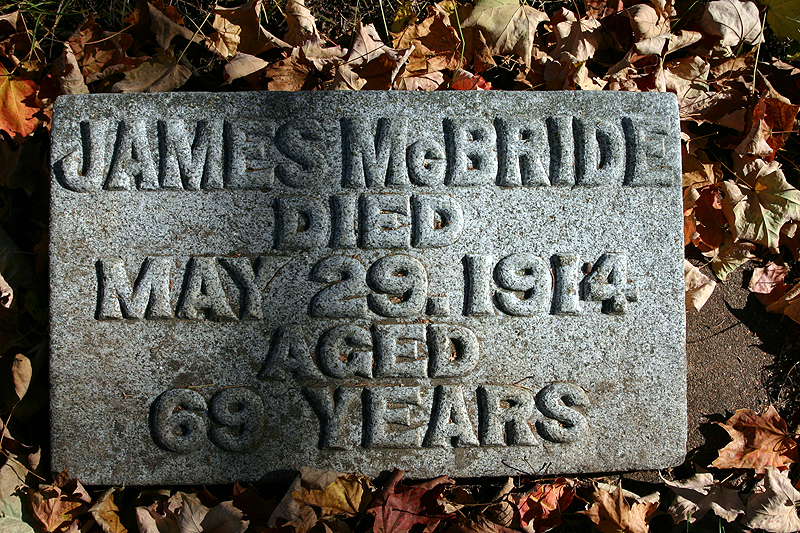 JAMES McBRIDE
DIED
MAY 29. 1914.
AGED
69 YEARS